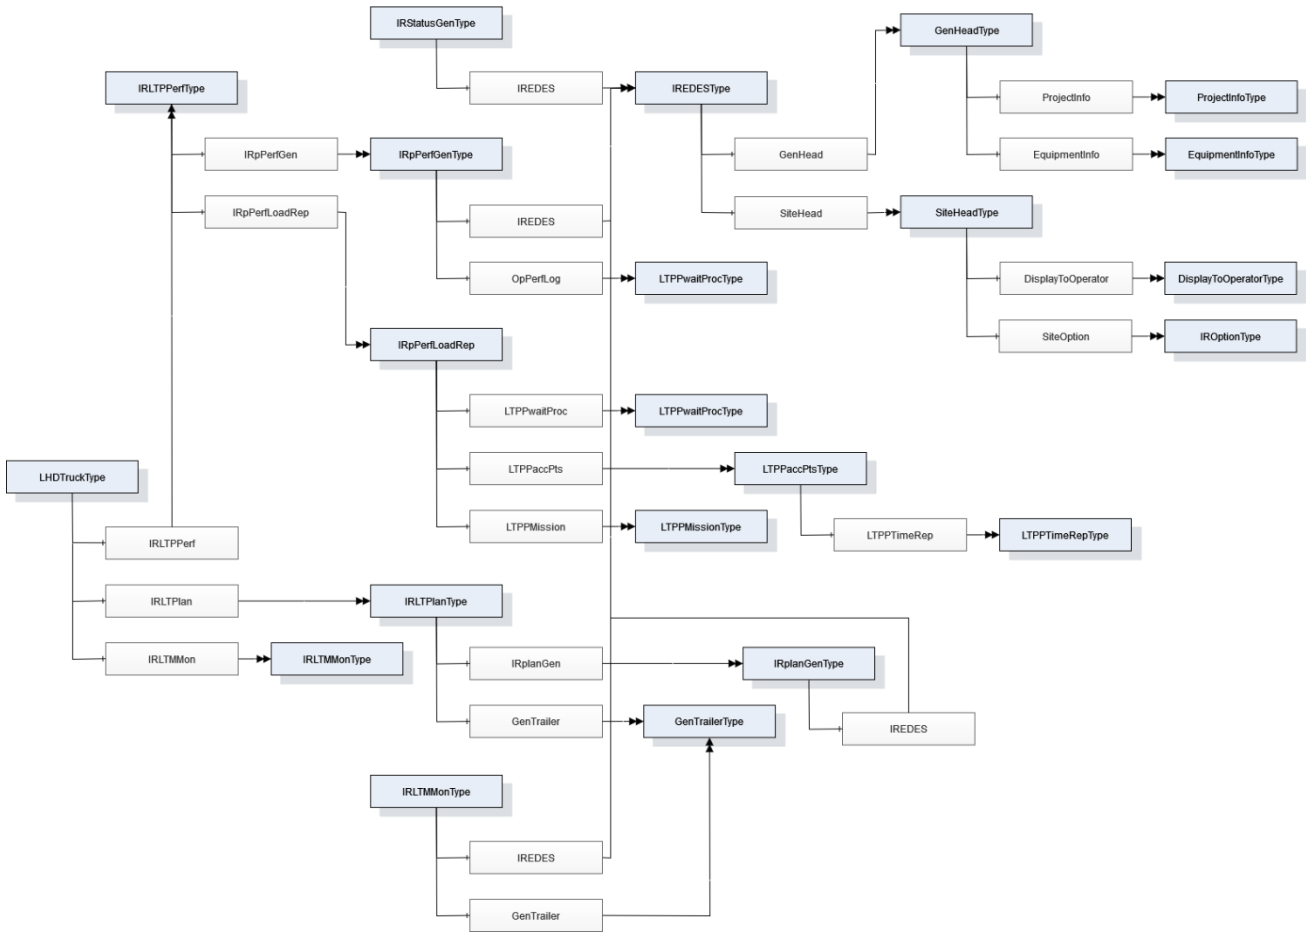 IRStatusGenType
GenHeadType
IRLTPPerfType
IREDES
IREDESType
ProjectInfo
ProjectInfoType
IRpPerfGen
IRpPerfGenType
GenHead
EquipmentInfo
EquipmentInfoType
IRpPerfLoadRep
IREDES
SiteHead
SiteHeadType
OpPerfLog
LTPPwaitProcType
DisplayToOperator
DisplayToOperatorType
IRpPerfLoadRep
SiteOption
IROptionType
LTPPwaitProc
LTPPwaitProcType
LHDTruckType
LTPPaccPts
LTPPaccPtsType
IRLTPPerf
LTPPMission
LTPPMissionType
LTPPTimeRep
LTPPTimeRepType
IRLTPlan
IRLTPlanType
IRLTMMon
IRLTMMonType
IRplanGen
IRplanGenType
GenTrailer
GenTrailerType
IREDES
IRLTMMonType
IREDES
GenTrailer